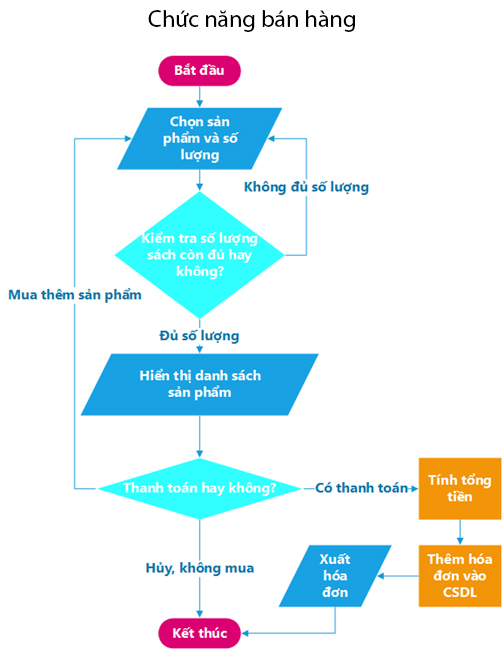 Chức năng bán hàng
Bắt đầu
Chọn sản
phẩm và số
lượng
Không đủ số lượng
Kiểm tra số lượng
sách còn đủ hay
không?
Mua thêm sản phẩm
Đủ số lượng
Hiển thị danh sách
sản phẩm
Thanh toán hay không?
Có thanh toán
Tính tổng
tiền
Hủy, không mua
Xuất
hóa
đơn
Thêm hóa
đơn vào
CSDL
Kết thúc